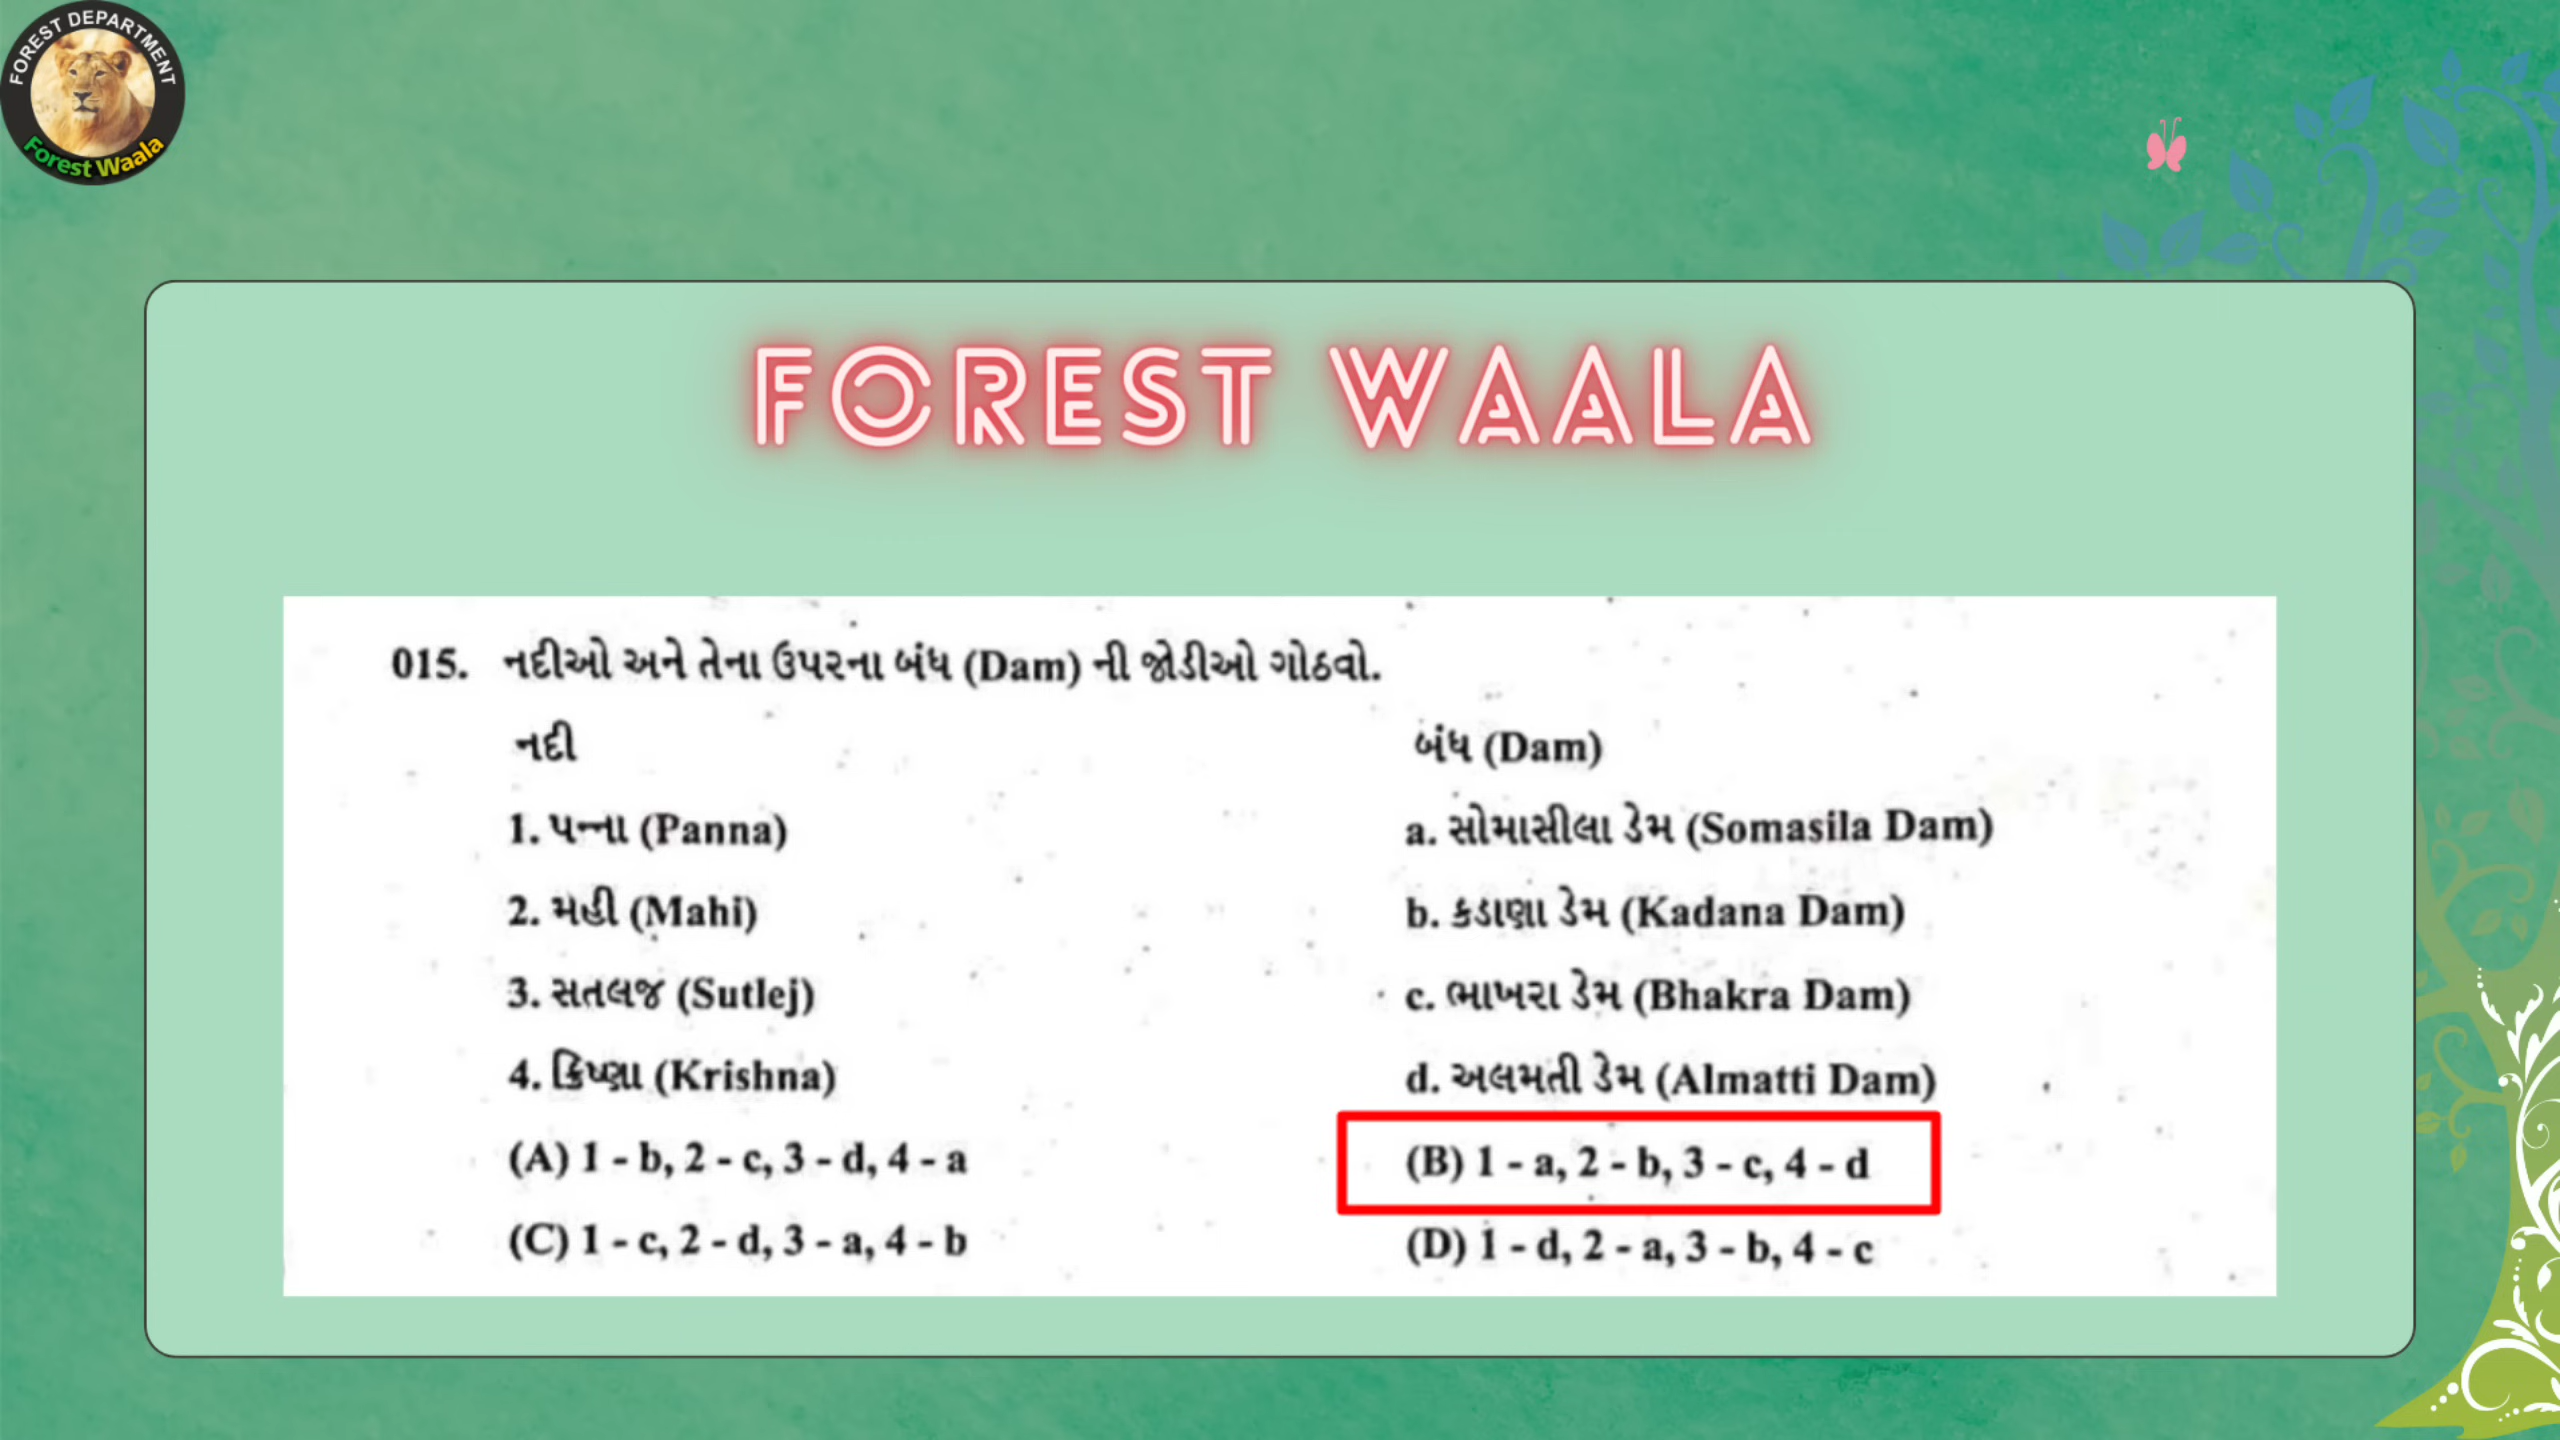 FOREST DEPARTMENT
Forest Waala
FOREST WAALA
015. નદીઓ અને તેના ઉપરના બંધ (Dam) ની જોડીઓ ગોઠવો.
નદી બંધ (Dam)
1. પન્ના (Panna) a. સોમાસીલા ડેમ (Somasila Dam)
2. મહી (Mahi) b. કડાણા ડેમ (Kadana Dam)
3. સતલજ (Sutlej) c. ભાખરા ડેમ (Bhakra Dam)
4. ક્રિષ્ણા (Krishna) d. અલમતી ડેમ (Almatti Dam)
(A) 1 - b, 2 - c, 3 - d, 4 - a (B) 1 - a, 2 - b, 3 - c, 4 - d
(C) 1 - c, 2 - d, 3 - a, 4 - b (D) 1 - d, 2 - a, 3 - b, 4 - c